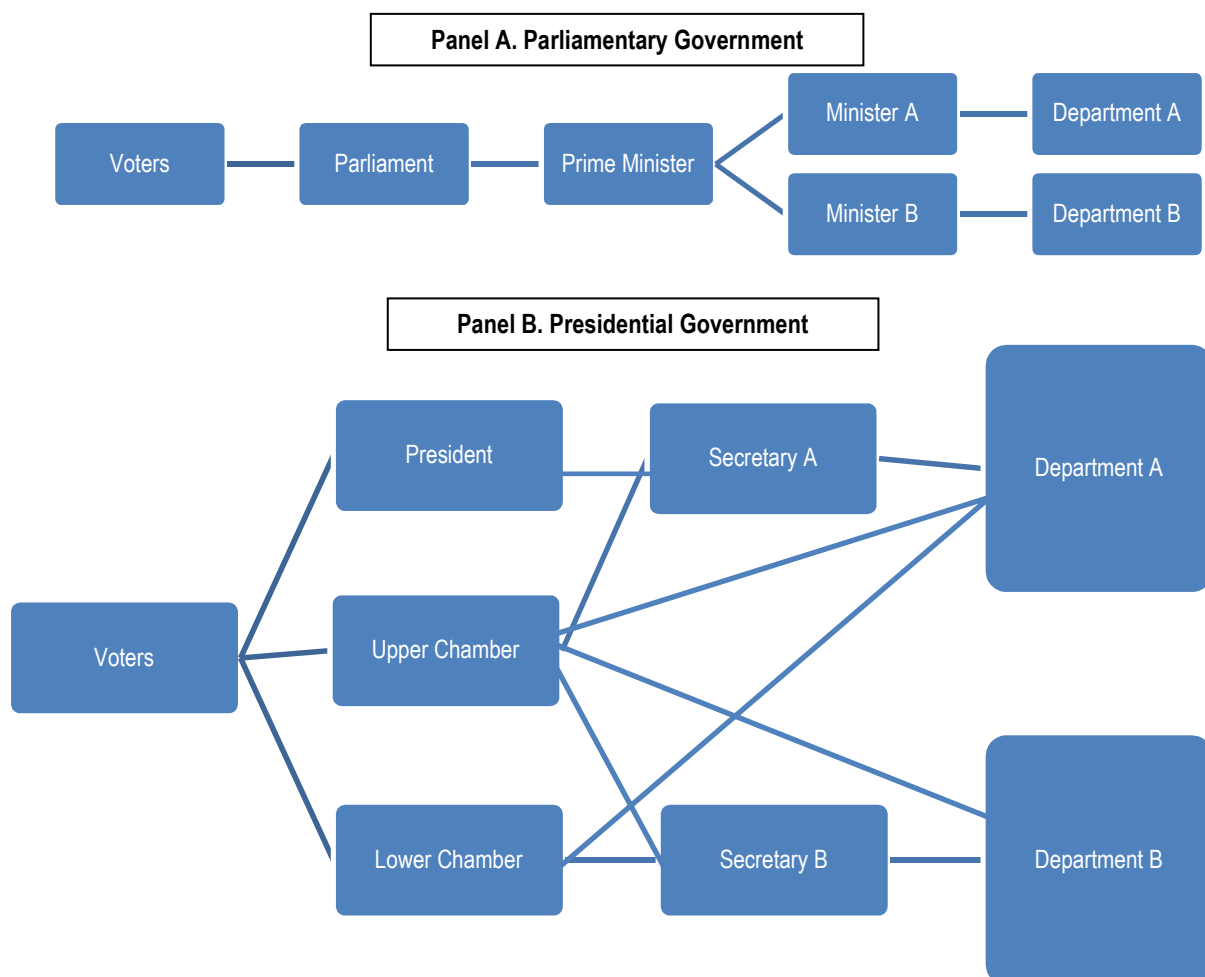 Panel A. Parliamentary Government
Minister A
Department A
Voters
Parliament
Prime Minister
Minister B
Department B
Panel B. Presidential Government
President
Secretary A
Department A
Voters
Upper Chamber
Lower Chamber
Secretary B
Department B